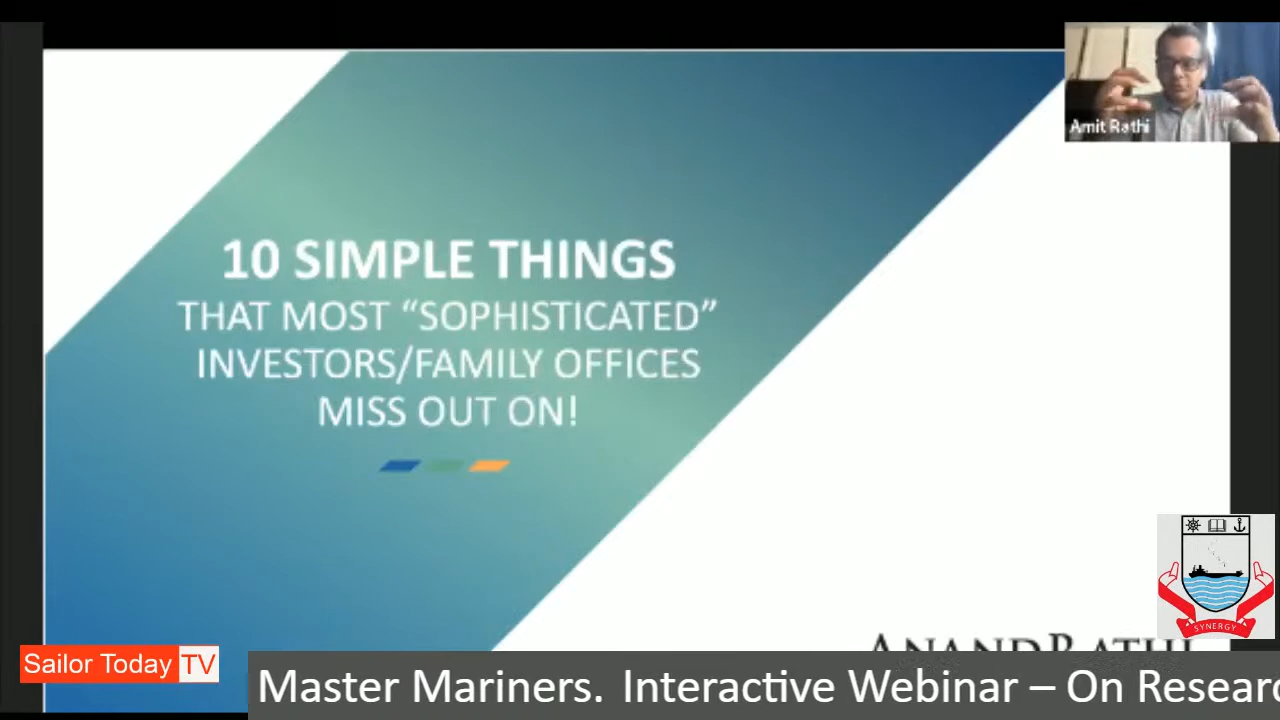 Amit Rathi
10 SIMPLE THINGS
THAT MOST “SOPHISTICATED”
INVESTORS/FAMILY OFFICES
MISS OUT ON!
SYNERGY
ANANDRATHI
Sailor Today TV
Master Mariners. Interactive Webinar – On Researc